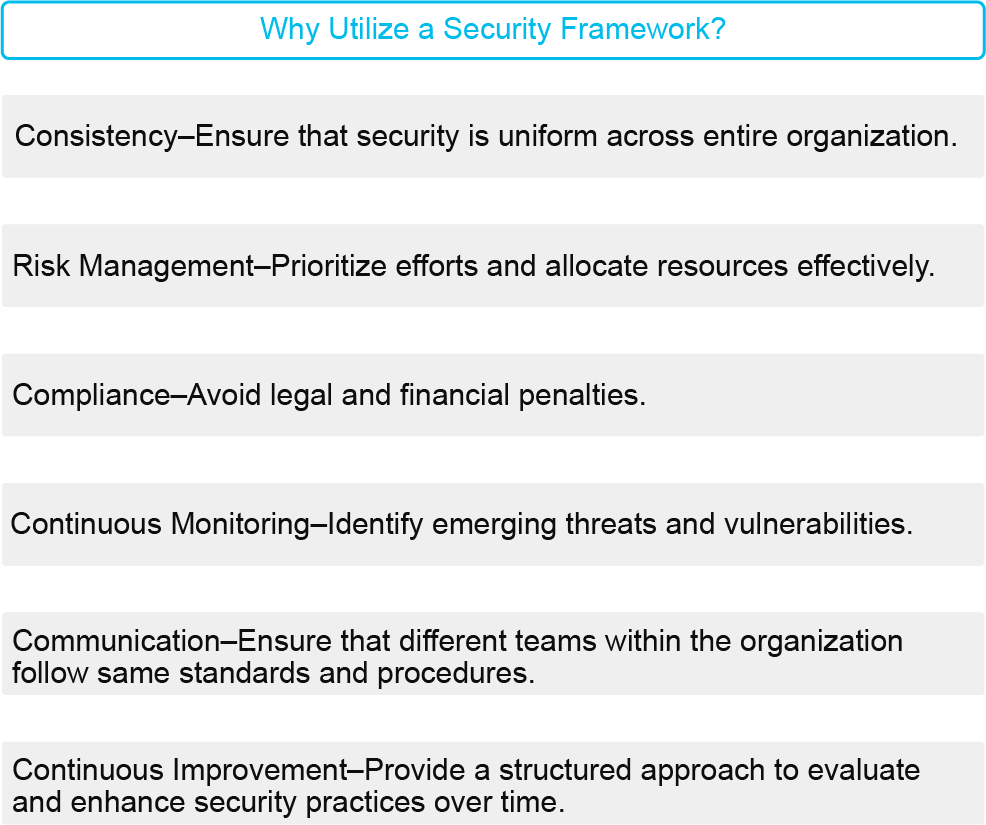 Why Utilize a Security Framework?
Consistency–Ensure that security is uniform across entire organization.
Risk Management–Prioritize efforts and allocate resources effectively.
Compliance–Avoid legal and financial penalties.
Continuous Monitoring–Identify emerging threats and vulnerabilities.
Communication–Ensure that different teams within the organization
follow same standards and procedures.
Continuous Improvement–Provide a structured approach to evaluate
and enhance security practices over time.